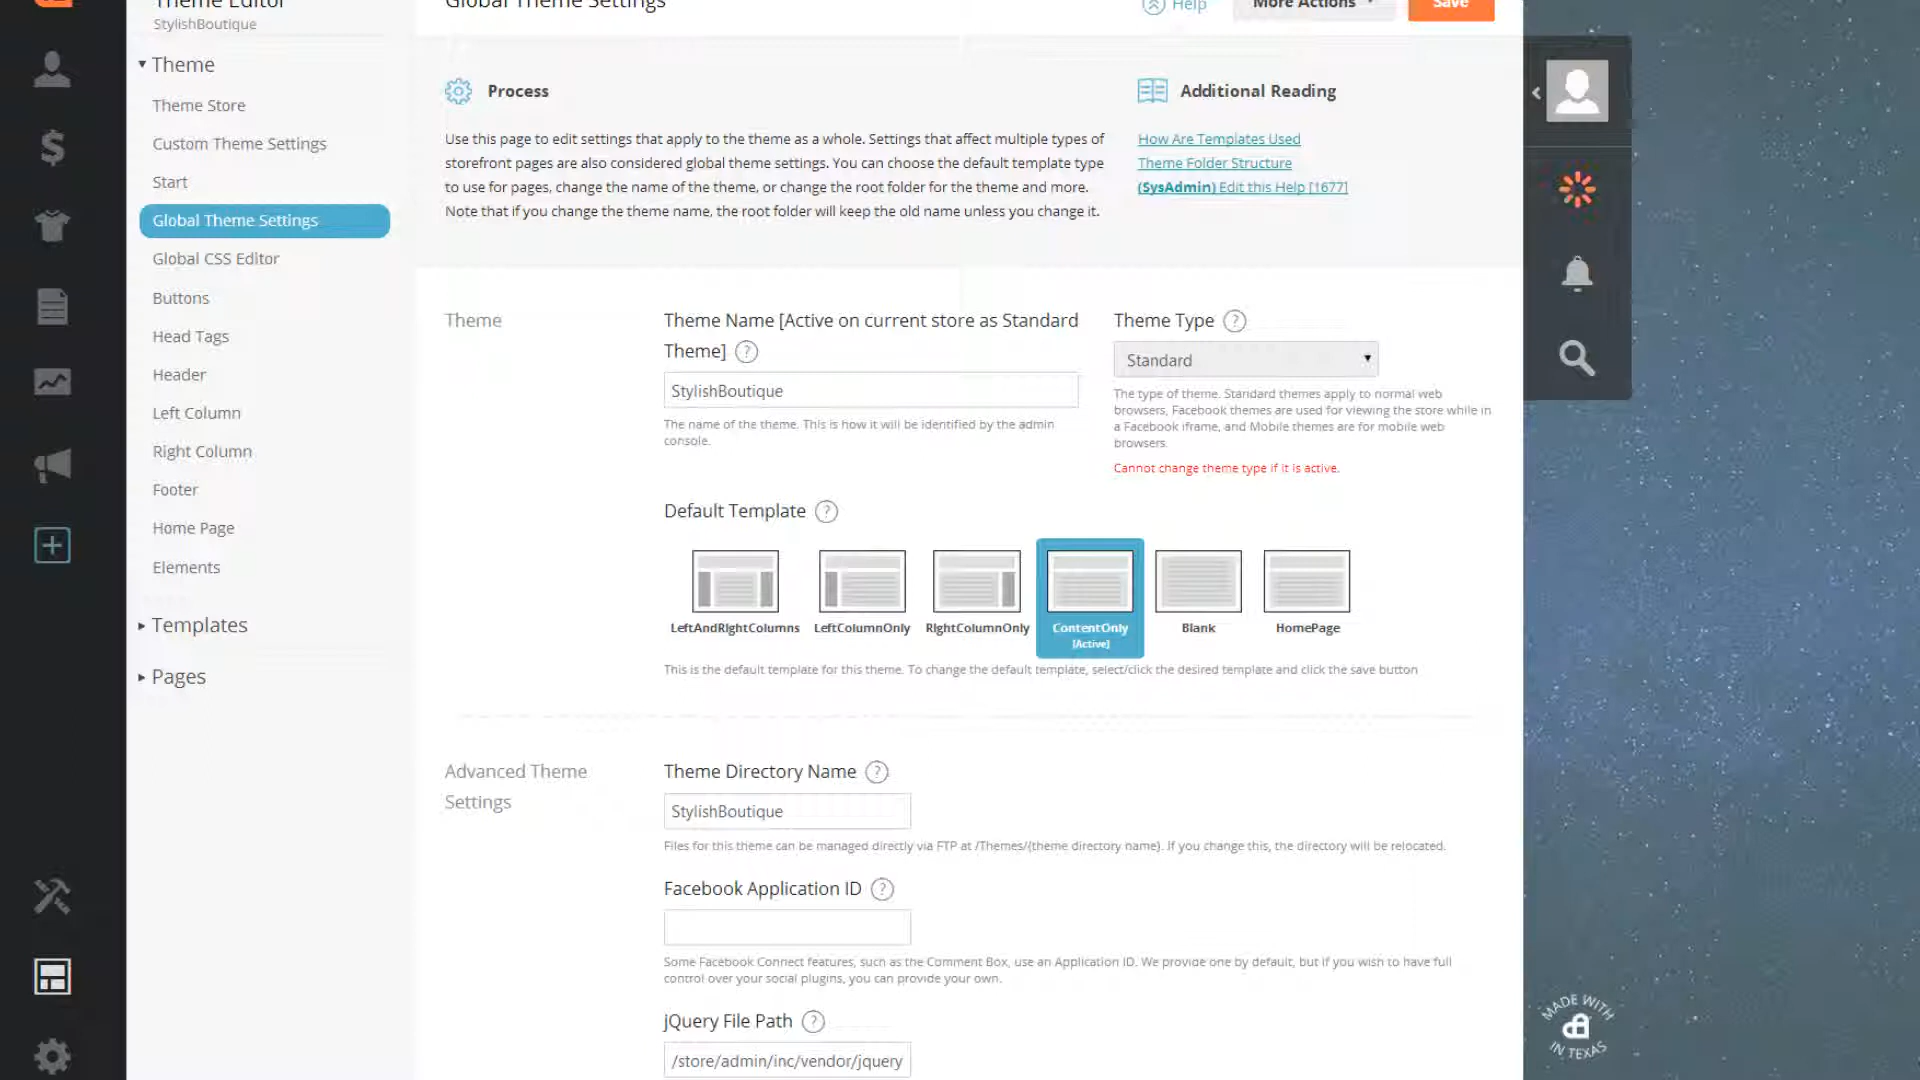 Theme Editor
StylishBoutique
Theme
Theme Store
Custom Theme Settings
Start
Global Theme Settings
Global CSS Editor
Buttons
Head Tags
Header
Left Column
Right Column
Footer
Home Page
Elements
Templates
Pages
Global Theme Settings
Help
More Actions
Save
Process
Use this page to edit settings that apply to the theme as a whole. Settings that affect multiple types of
storefront pages are also considered global theme settings. You can choose the default template type
to use for pages, change the name of the theme, or change the root folder for the theme and more.
Note that if you change the theme name, the root folder will keep the old name unless you change it.
Additional Reading
How Are Templates Used
Theme Folder Structure
(SysAdmin) Edit this Help [1677]
Theme
Theme Name [Active on current store as Standard
Theme] ?
StylishBoutique
The name of the theme. This is how it will be identified by the admin
console.
Theme Type ?
Standard
The type of theme. Standard themes apply to normal web
browsers, Facebook themes are used for viewing the store while in
a Facebook iframe, and Mobile themes are for mobile web
browsers.
Cannot change theme type if it is active.
Default Template ?
LeftAndRightColumns LeftColumnOnly RightColumnOnly ContentOnly Blank HomePage
[Active]
This is the default template for this theme. To change the default template, select/click the desired template and click the save button
Advanced Theme
Settings
Theme Directory Name ?
StylishBoutique
Files for this theme can be managed directly via FTP at /Themes/{theme directory name}. If you change this, the directory will be relocated.
Facebook Application ID ?
Some Facebook Connect features, such as the Comment Box, use an Application ID. We provide one by default, but if you wish to have full
control over your social plugins, you can provide your own.
jQuery File Path ?
/store/admin/inc/vendor/jquery
MADE WITH
IN TEXAS